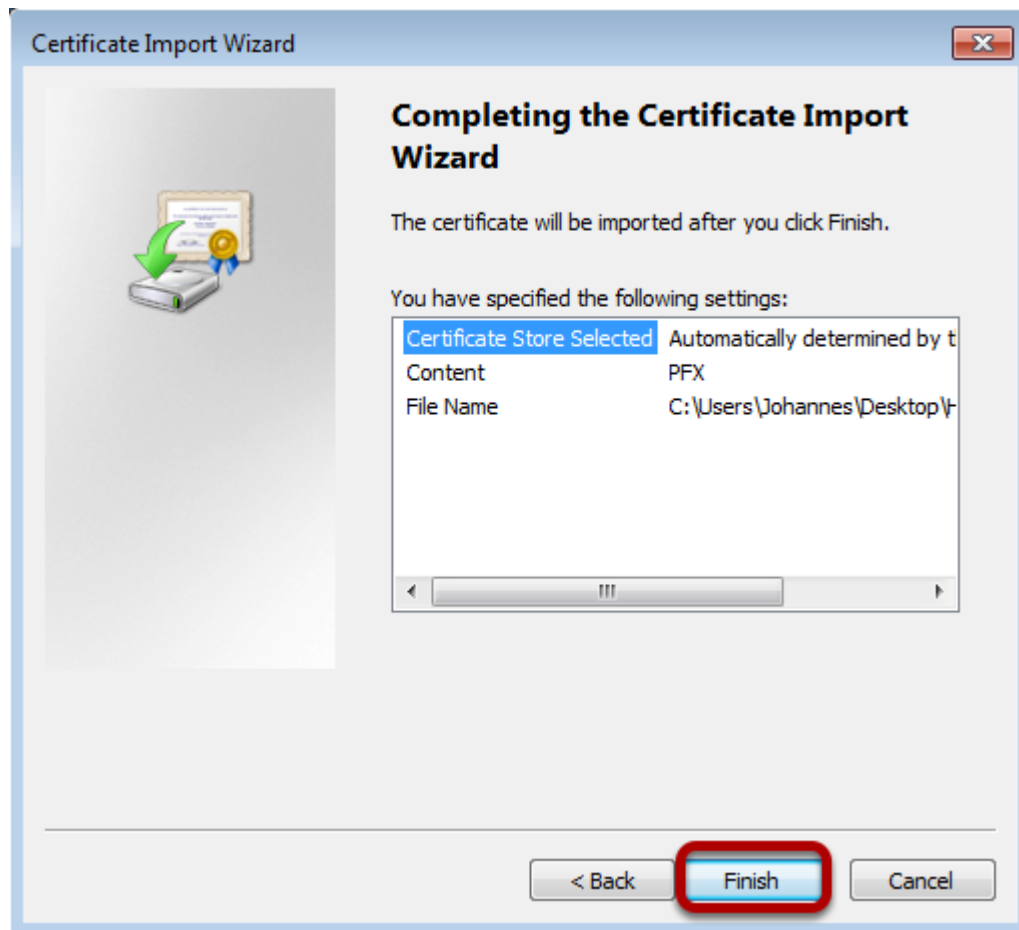 Certificate Import Wizard
Completing the Certificate Import
Wizard
The certificate will be imported after you click Finish.
You have specified the following settings:
Certificate Store Selected Automatically determined by t
Content PFX
File Name C:\Users\Johannes\Desktop\
< Back Finish Cancel